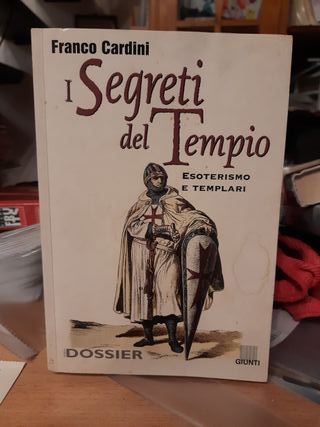 Franco Cardini
I Segreti
del Tempio
ESOTERISMO
E TEMPLARI
DOSSIER
GIUNTI